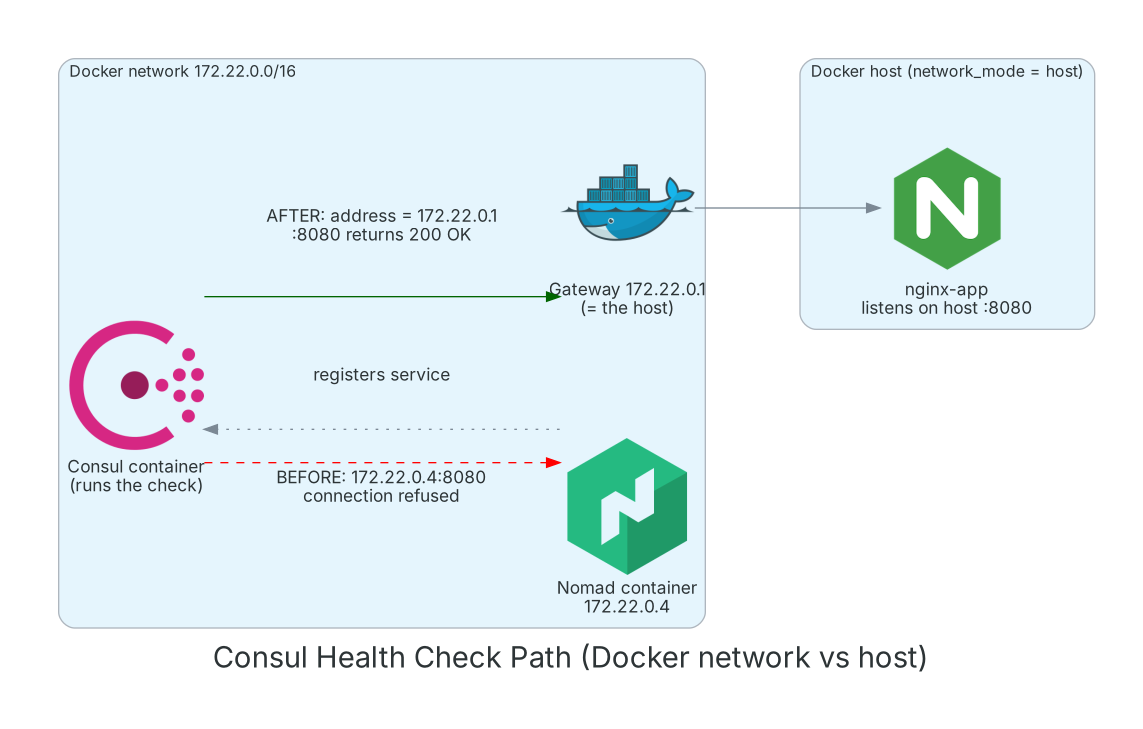 Docker network 172.22.0.0/16
Docker host (network_mode = host)
AFTER: address = 172.22.0.1
:8080 returns 200 OK
Gateway 172.22.0.1
(= the host)
nginx-app
listens on host :8080
registers service
Consul container
(runs the check)
BEFORE: 172.22.0.4:8080
connection refused
Nomad container
172.22.0.4
Consul Health Check Path (Docker network vs host)